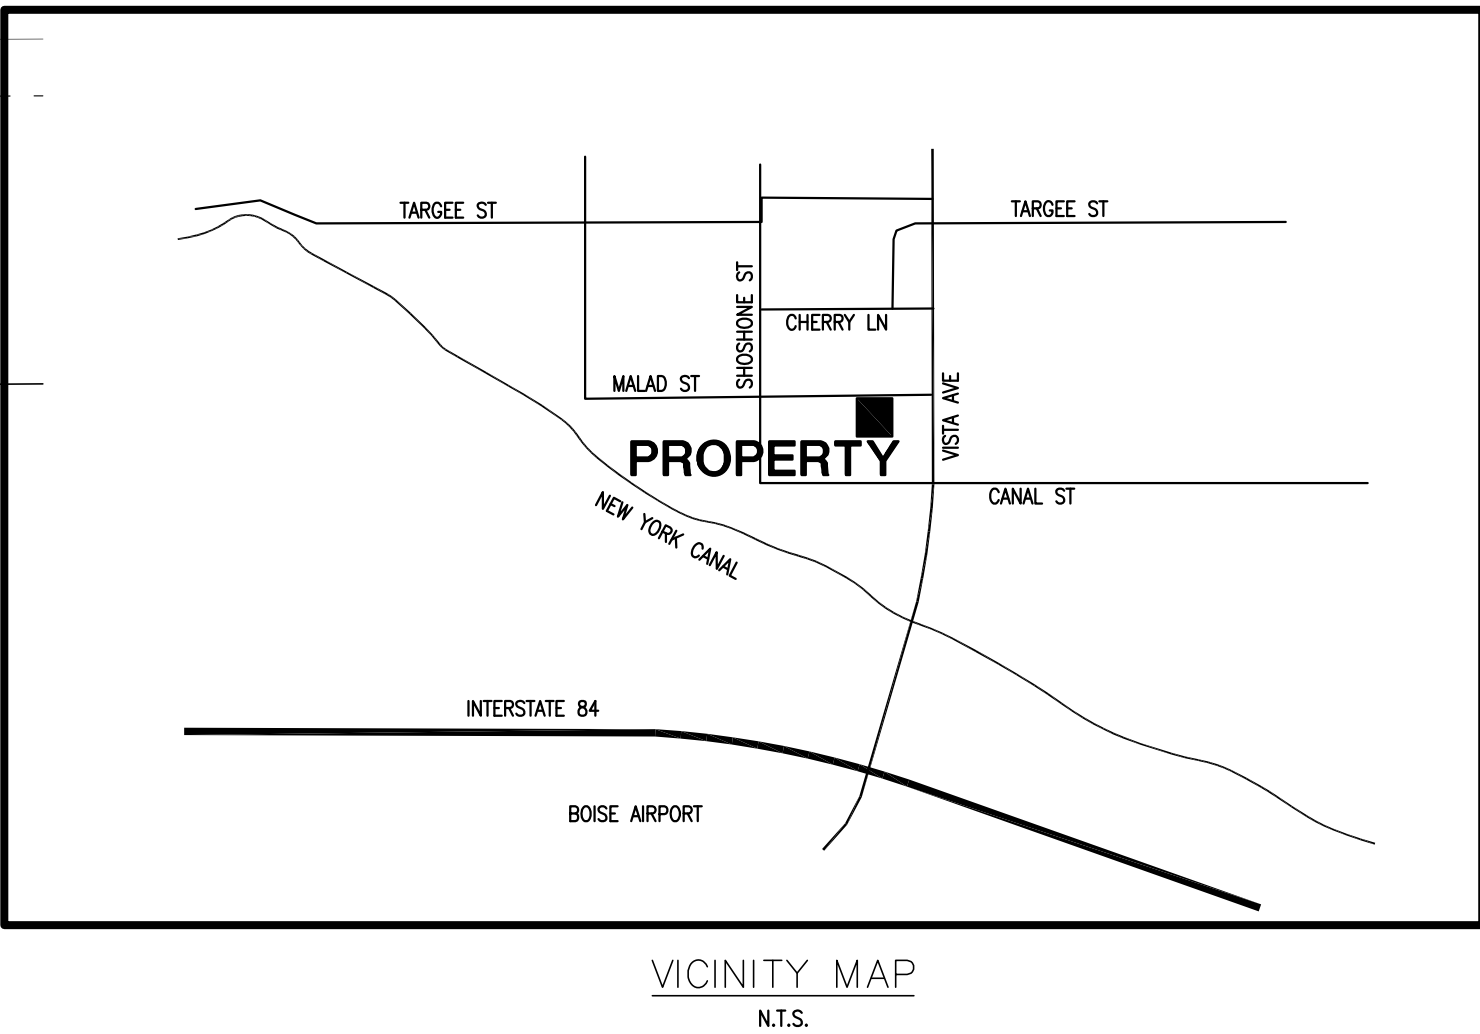 TARGEE ST
TARGEE ST
SHOSHONE ST
CHERRY LN
MALAD ST
VISTA AVE
PROPERTY
CANAL ST
NEW YORK CANAL
INTERSTATE 84
BOISE AIRPORT
VICINITY MAP
N.T.S.